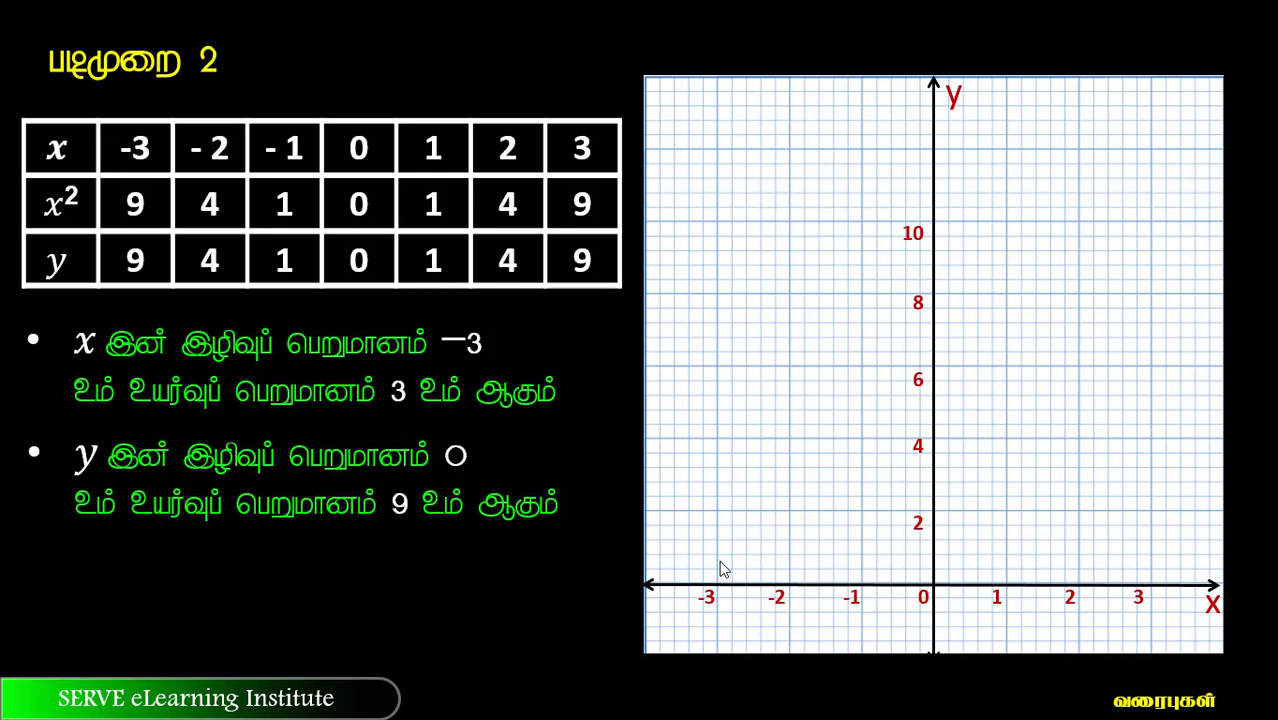 படிமுறை 2
x -3 - 2 - 1 0 1 2 3
x² 9 4 1 0 1 4 9
y 9 4 1 0 1 4 9
• x இன் இழிவுப் பெறுமானம் −3
உம் உயர்வுப் பெறுமானம் 3 உம் ஆகும்
• y இன் இழிவுப் பெறுமானம் 0
உம் உயர்வுப் பெறுமானம் 9 உம் ஆகும்
y
10
8
6
4
2
-3 -2 -1 0 1 2 3 x
SERVE eLearning Institute
வரைபுகள்